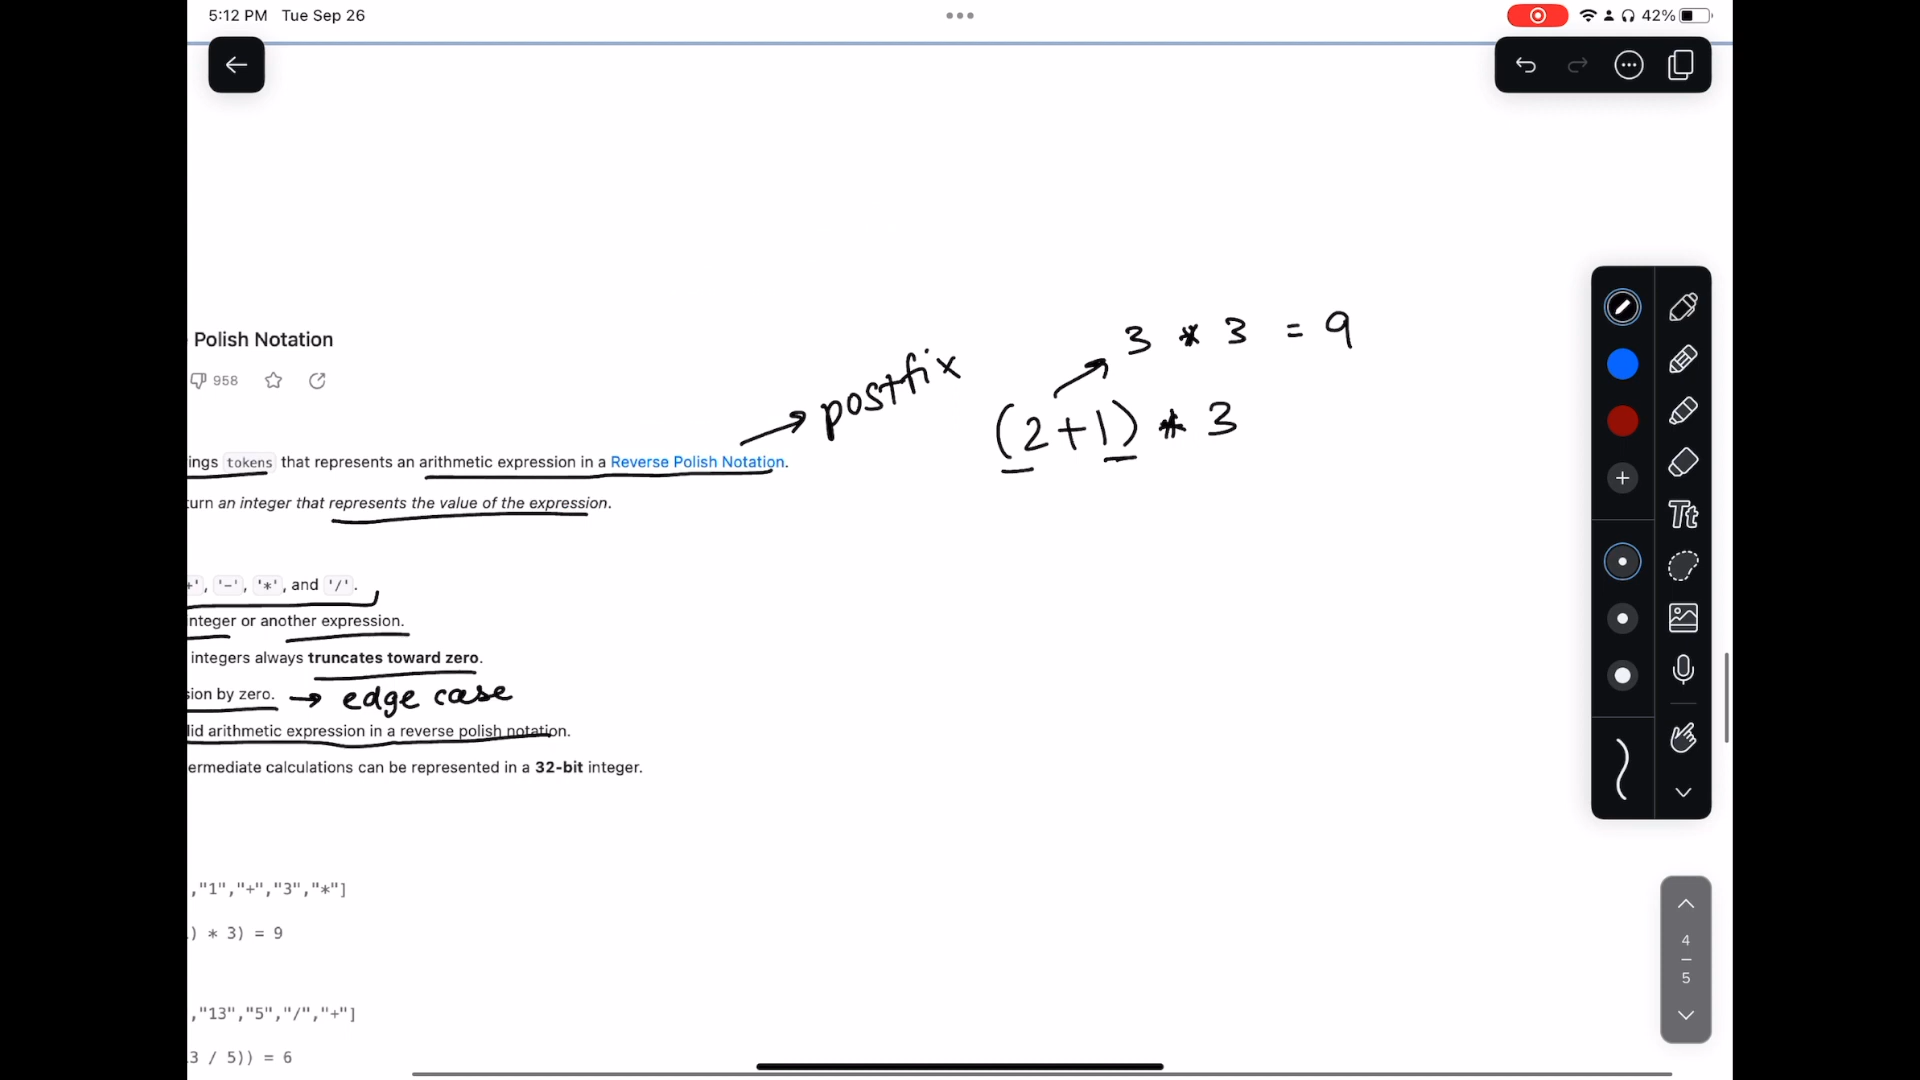 5:12 PM Tue Sep 26
42%
3 * 3 = 9
Polish Notation
postfix
958
(2+1) * 3
ings tokens that represents an arithmetic expression in a Reverse Polish Notation.
urn an integer that represents the value of the expression.
+', '-', '*', and '/'.
nteger or another expression.
integers always truncates toward zero.
sion by zero. → edge case
lid arithmetic expression in a reverse polish notation.
ermediate calculations can be represented in a 32-bit integer.
Tt
,"1","+","3","*"]
) * 3) = 9
4
5
,"13","5","/","+"]
3 / 5)) = 6